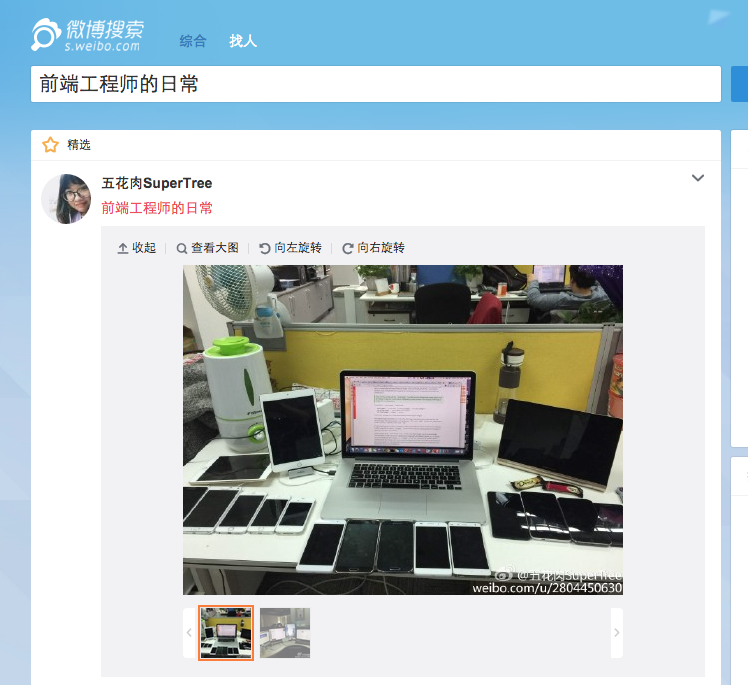 微博搜索
s.weibo.com
综合 找人
前端工程师的日常
精选
五花肉SuperTree
前端工程师的日常
收起 查看大图 向左旋转 向右旋转
@五花肉SuperTree
weibo.com/u/2804450630